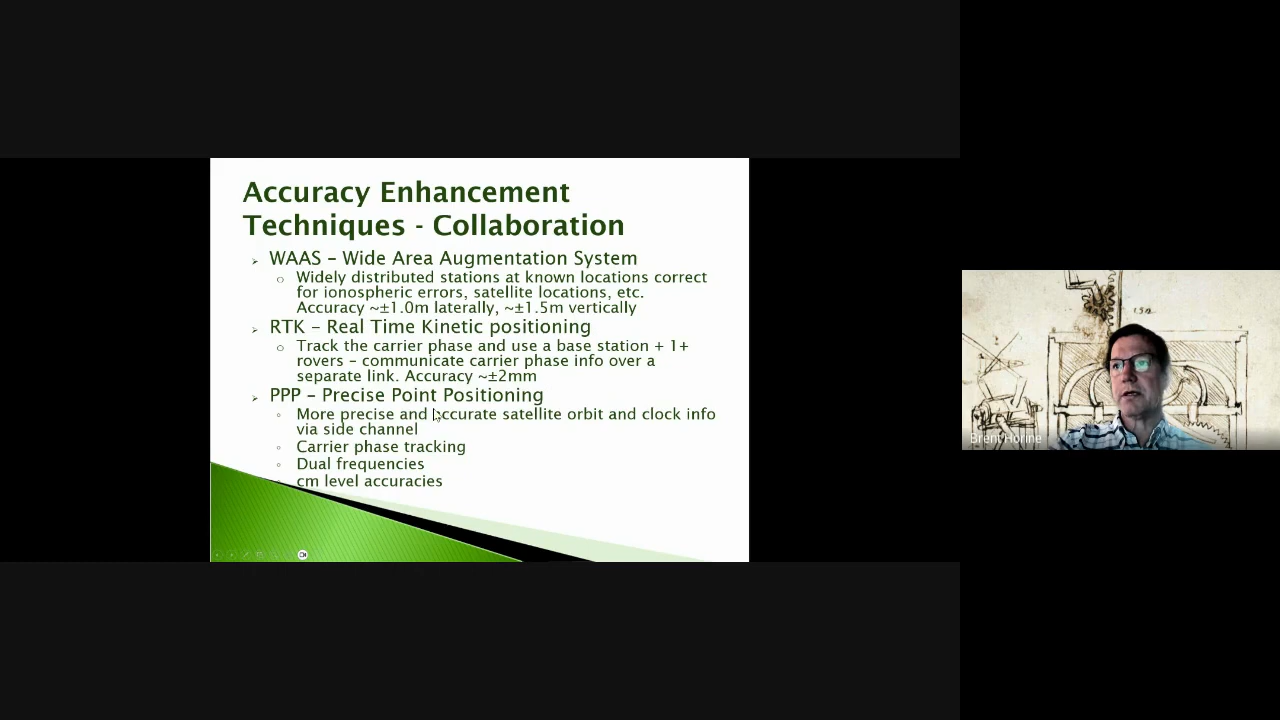 Accuracy Enhancement
Techniques - Collaboration
WAAS – Wide Area Augmentation System
Widely distributed stations at known locations correct
for ionospheric errors, satellite locations, etc.
Accuracy ~±1.0m laterally, ~±1.5m vertically
RTK – Real Time Kinetic positioning
Track the carrier phase and use a base station + 1+
rovers – communicate carrier phase info over a
separate link. Accuracy ~±2mm
PPP – Precise Point Positioning
More precise and accurate satellite orbit and clock info
via side channel
Carrier phase tracking
Dual frequencies
cm level accuracies
Brent Horine